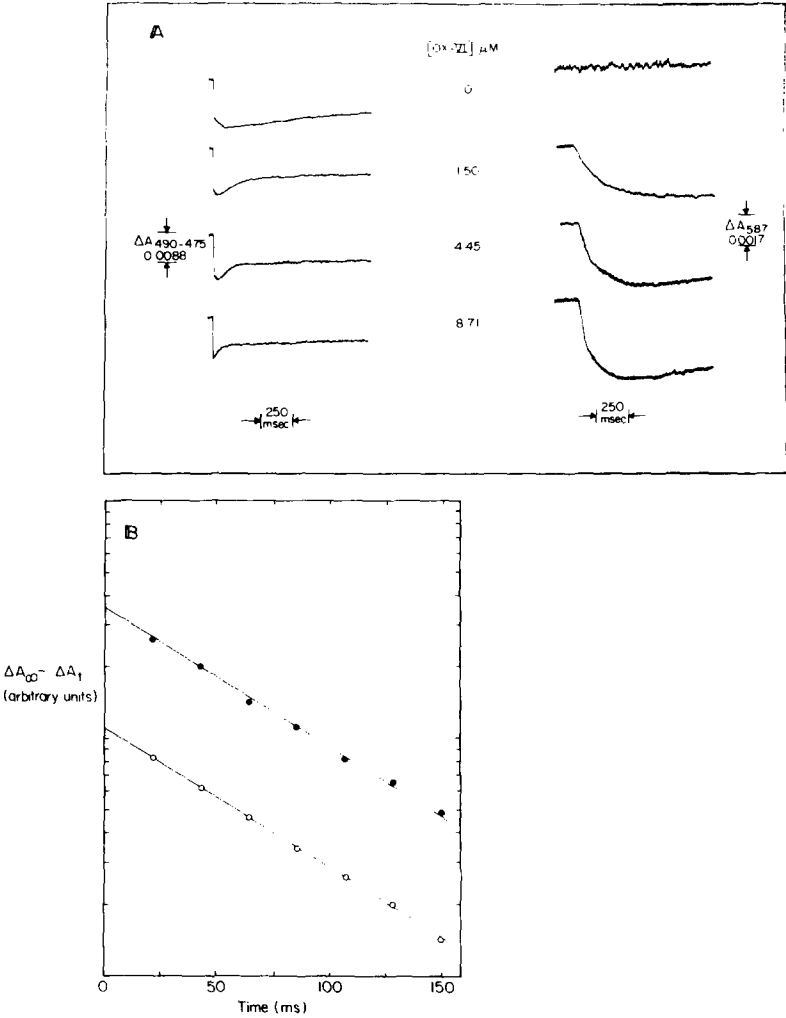 A
[OX-VI] μM
0
1 50
4 45
8 71
ΔA490-475
0 0088
ΔA587
0.0017
250
msec
250
msec
B
ΔA∞ - ΔAt
(arbitrary units)
0
50
100
150
Time (ms)